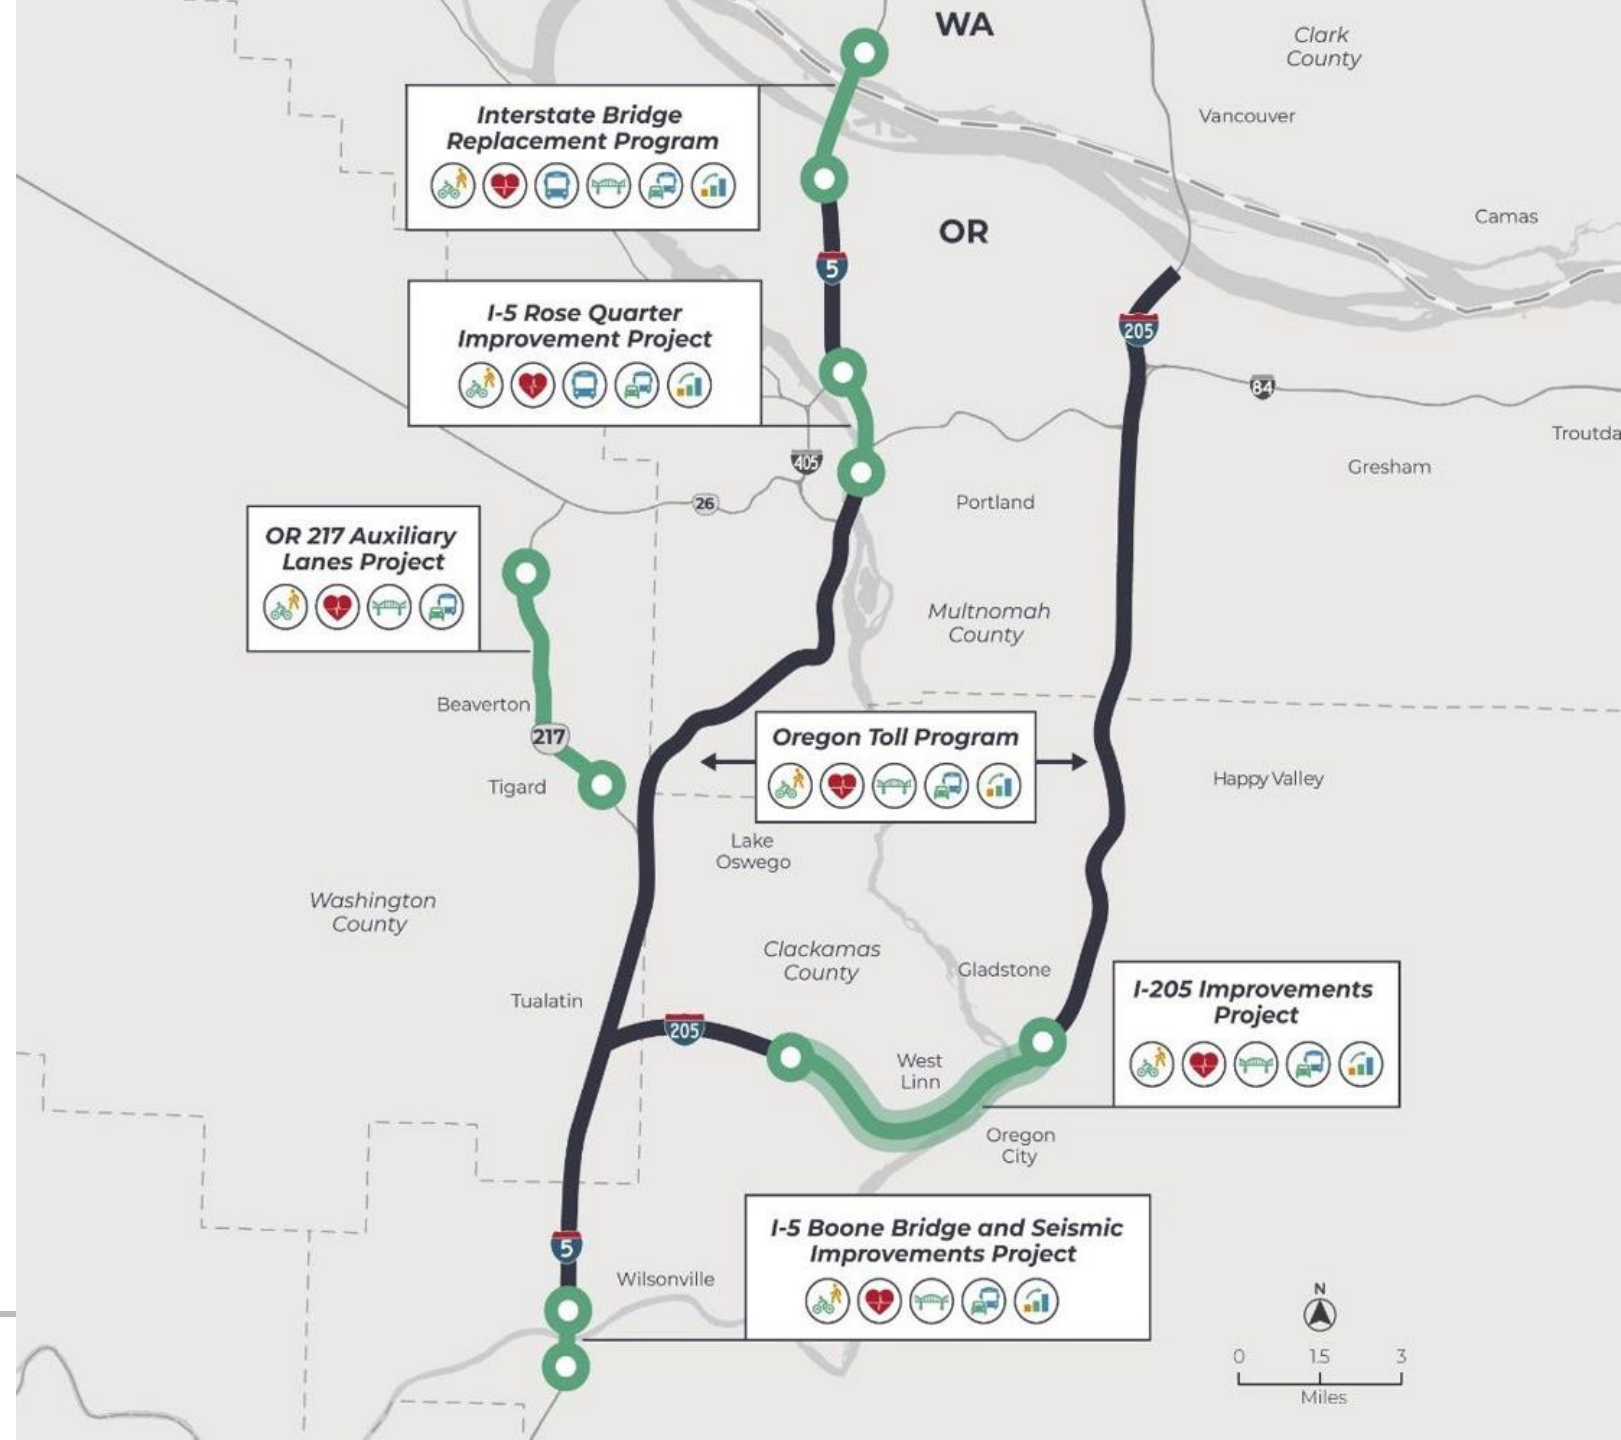 WA
Clark
County
Vancouver
Interstate Bridge
Replacement Program
Camas
OR
5
I-5 Rose Quarter
Improvement Project
205
84
Troutda
Gresham
405
26
Portland
OR 217 Auxiliary
Lanes Project
Multnomah
County
Beaverton
217
Oregon Toll Program
Tigard
Happy Valley
Lake
Oswego
Washington
County
Clackamas
County
Gladstone
I-205 Improvements
Project
Tualatin
205
West
Linn
Oregon
City
I-5 Boone Bridge and Seismic
Improvements Project
5
Wilsonville
N
0 1.5 3
Miles